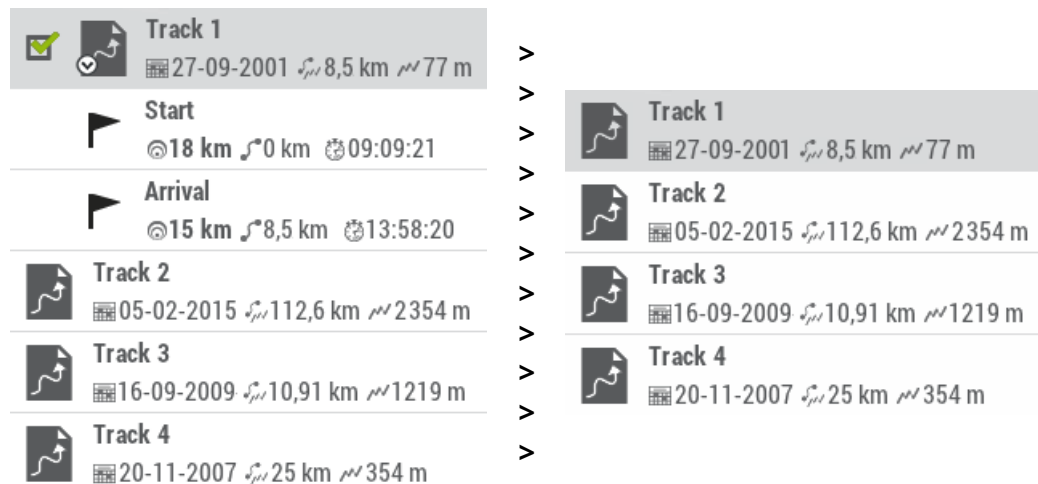 Track 1
27-09-2001 8,5 km 77 m
Start
18 km 0 km 09:09:21
Arrival
15 km 8,5 km 13:58:20
Track 2
05-02-2015 112,6 km 2354 m
Track 3
16-09-2009 10,91 km 1219 m
Track 4
20-11-2007 25 km 354 m
>
>
>
>
>
>
>
>
>
>
>
Track 1
27-09-2001 8,5 km 77 m
Track 2
05-02-2015 112,6 km 2354 m
Track 3
16-09-2009 10,91 km 1219 m
Track 4
20-11-2007 25 km 354 m